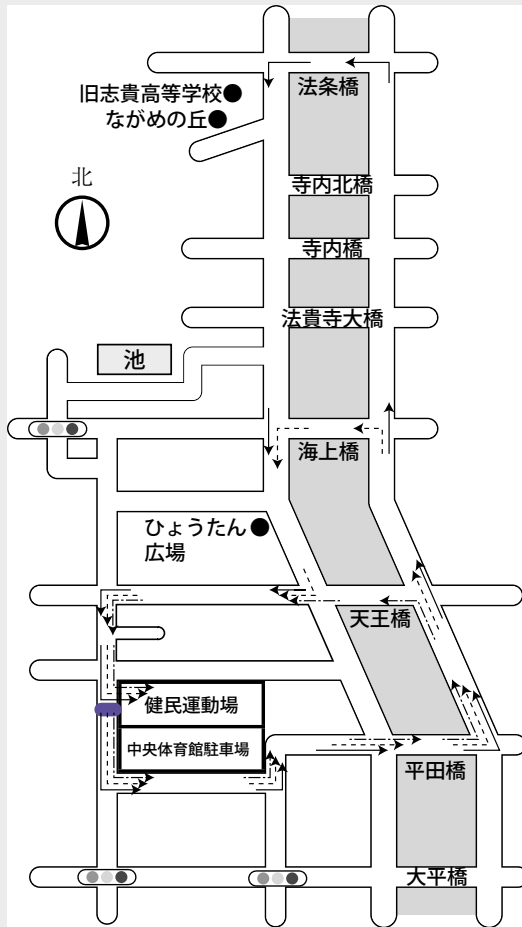 法条橋
旧志貴高等学校●
ながめの丘●
北
寺内北橋
寺内橋
法貴寺大橋
池
海上橋
ひょうたん●
広場
天王橋
健民運動場
中央体育館駐車場
平田橋
大平橋